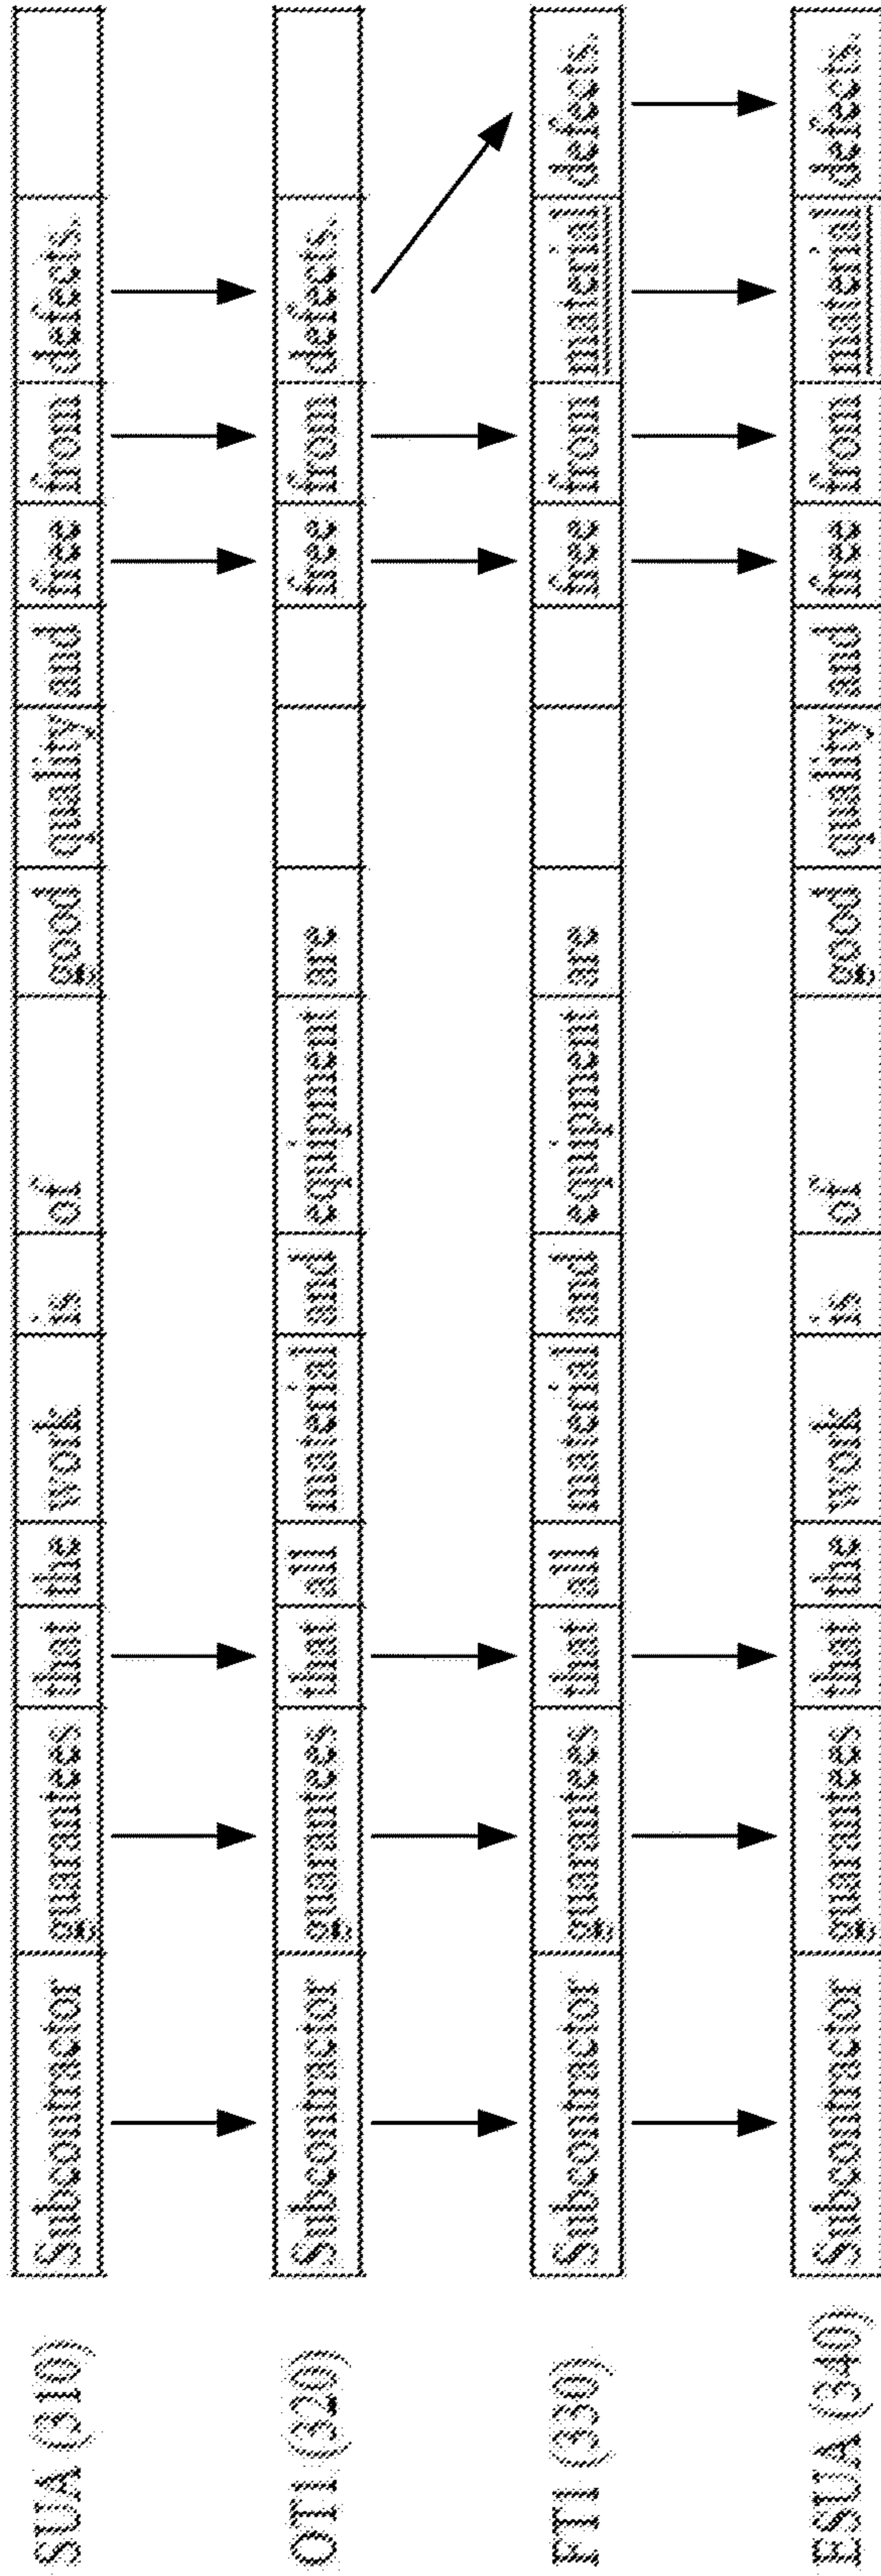 SUA (310) Subcontractor guarantees that the work is of good quality and free from defects.
OT1 (320) Subcontractor guarantees that all material and equipment are free from defects.
FT1 (330) Subcontractor guarantees that all material and equipment are free from material defects.
ESUA (340) Subcontractor guarantees that the work is of good quality and free from material defects.